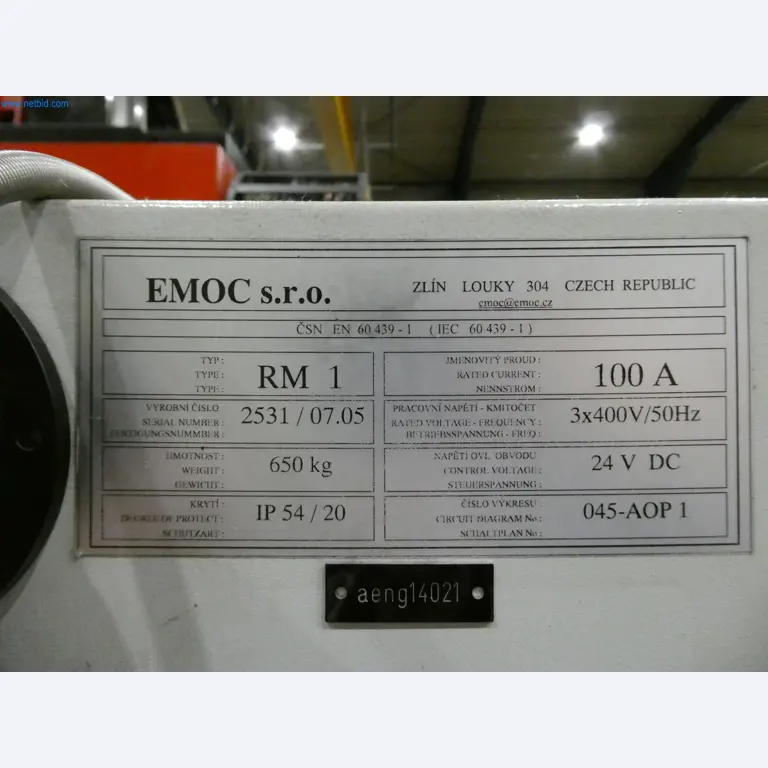 www.netbid.com
EMOC s.r.o.
ZLÍN LOUKY 304 CZECH REPUBLIC
emoc@emoc.cz
ČSN EN 60 439 - 1 ( IEC 60 439 - 1 )
TYP :
TYPE :
TYPE :
RM 1
JMENOVITÝ PROUD :
RATED CURRENT :
NENNSTROM :
100 A
VÝROBNÍ ČÍSLO
SERIAL NUMBER :
FERTIGUNGSNUMMBER :
2531 / 07.05
PRACOVNÍ NAPĚTÍ - KMITOČET
RATED VOLTAGE - FREQUENCY :
BETRIEBSSPANNUNG - FREQ :
3x400V/50Hz
HMOTNOST :
WEIGHT :
GEWICHT :
650 kg
NAPĚTÍ OVL. OBVODU
CONTROL VOLTAGE :
STEUERSPANNUNG :
24 V DC
KRYTÍ :
DEGREE OF PROTECT :
SCHUTZART :
IP 54 / 20
ČÍSLO VÝKRESU :
CIRCUIT DIAGRAM No :
SCHALTPLAN No :
045-AOP 1
aeng14021